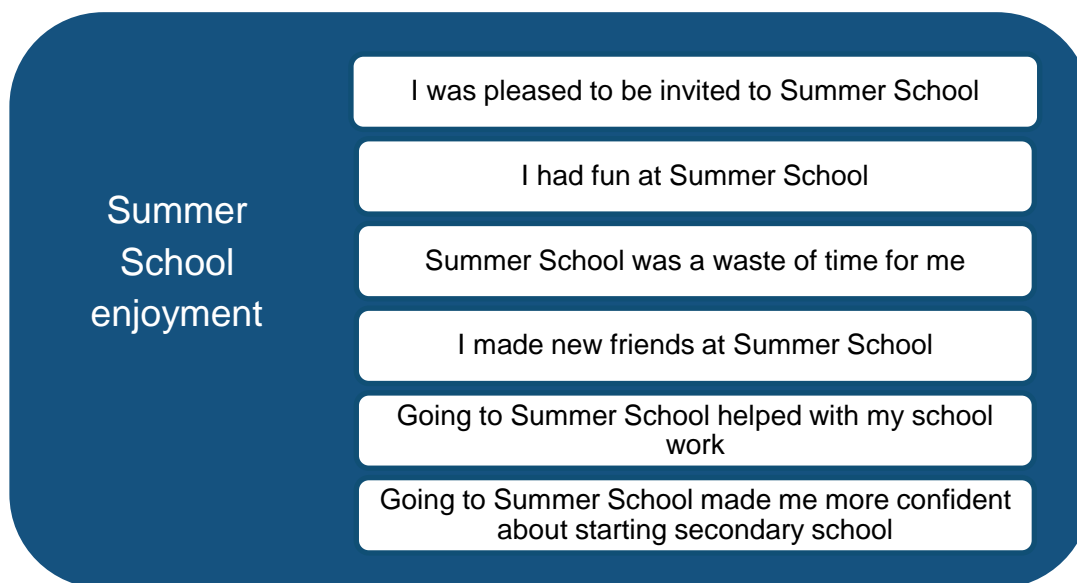 Summer
School
enjoyment
I was pleased to be invited to Summer School
I had fun at Summer School
Summer School was a waste of time for me
I made new friends at Summer School
Going to Summer School helped with my school
work
Going to Summer School made me more confident
about starting secondary school